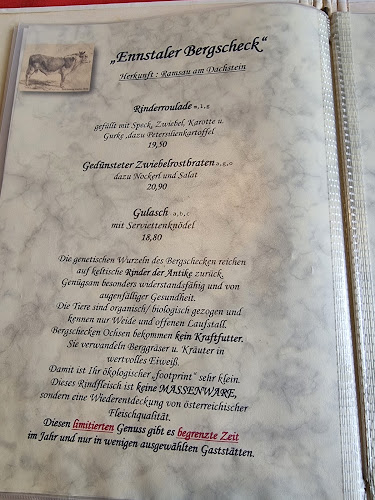 „Ennstaler Bergscheck“
Herkunft : Ramsau am Dachstein
Rinderroulade
gefüllt mit Speck, Zwiebel, Karotte u.
Gurke ,dazu Petersilienkartoffel
19,50
Gedünsteter Zwiebelrostbraten a,g,o
dazu Nockerl und Salat
20,90
Gulasch a,b,c
mit Serviettenknödel
18,80
Die genetischen Wurzeln des Bergschecken reichen
auf keltische Rinder der Antike zurück.
Genügsam besonders widerstandsfähig und von
augenfälliger Gesundheit.
Die Tiere sind organisch/ biologisch gezogen und
kennen nur Weide und offenen Laufstall.
Bergschecken Ochsen bekommen kein Kraftfutter.
Sie verwandeln Berggräser u. Kräuter in
wertvolles Eiweiß.
Damit ist Ihr ökologischer „footprint“ sehr klein.
Dieses Rindfleisch ist keine MASSENWARE,
sondern eine Wiederentdeckung von österreichischer
Fleischqualität.
Diesen limitierten Genuss gibt es begrenzte Zeit
im Jahr und nur in wenigen ausgewählten Gaststätten.